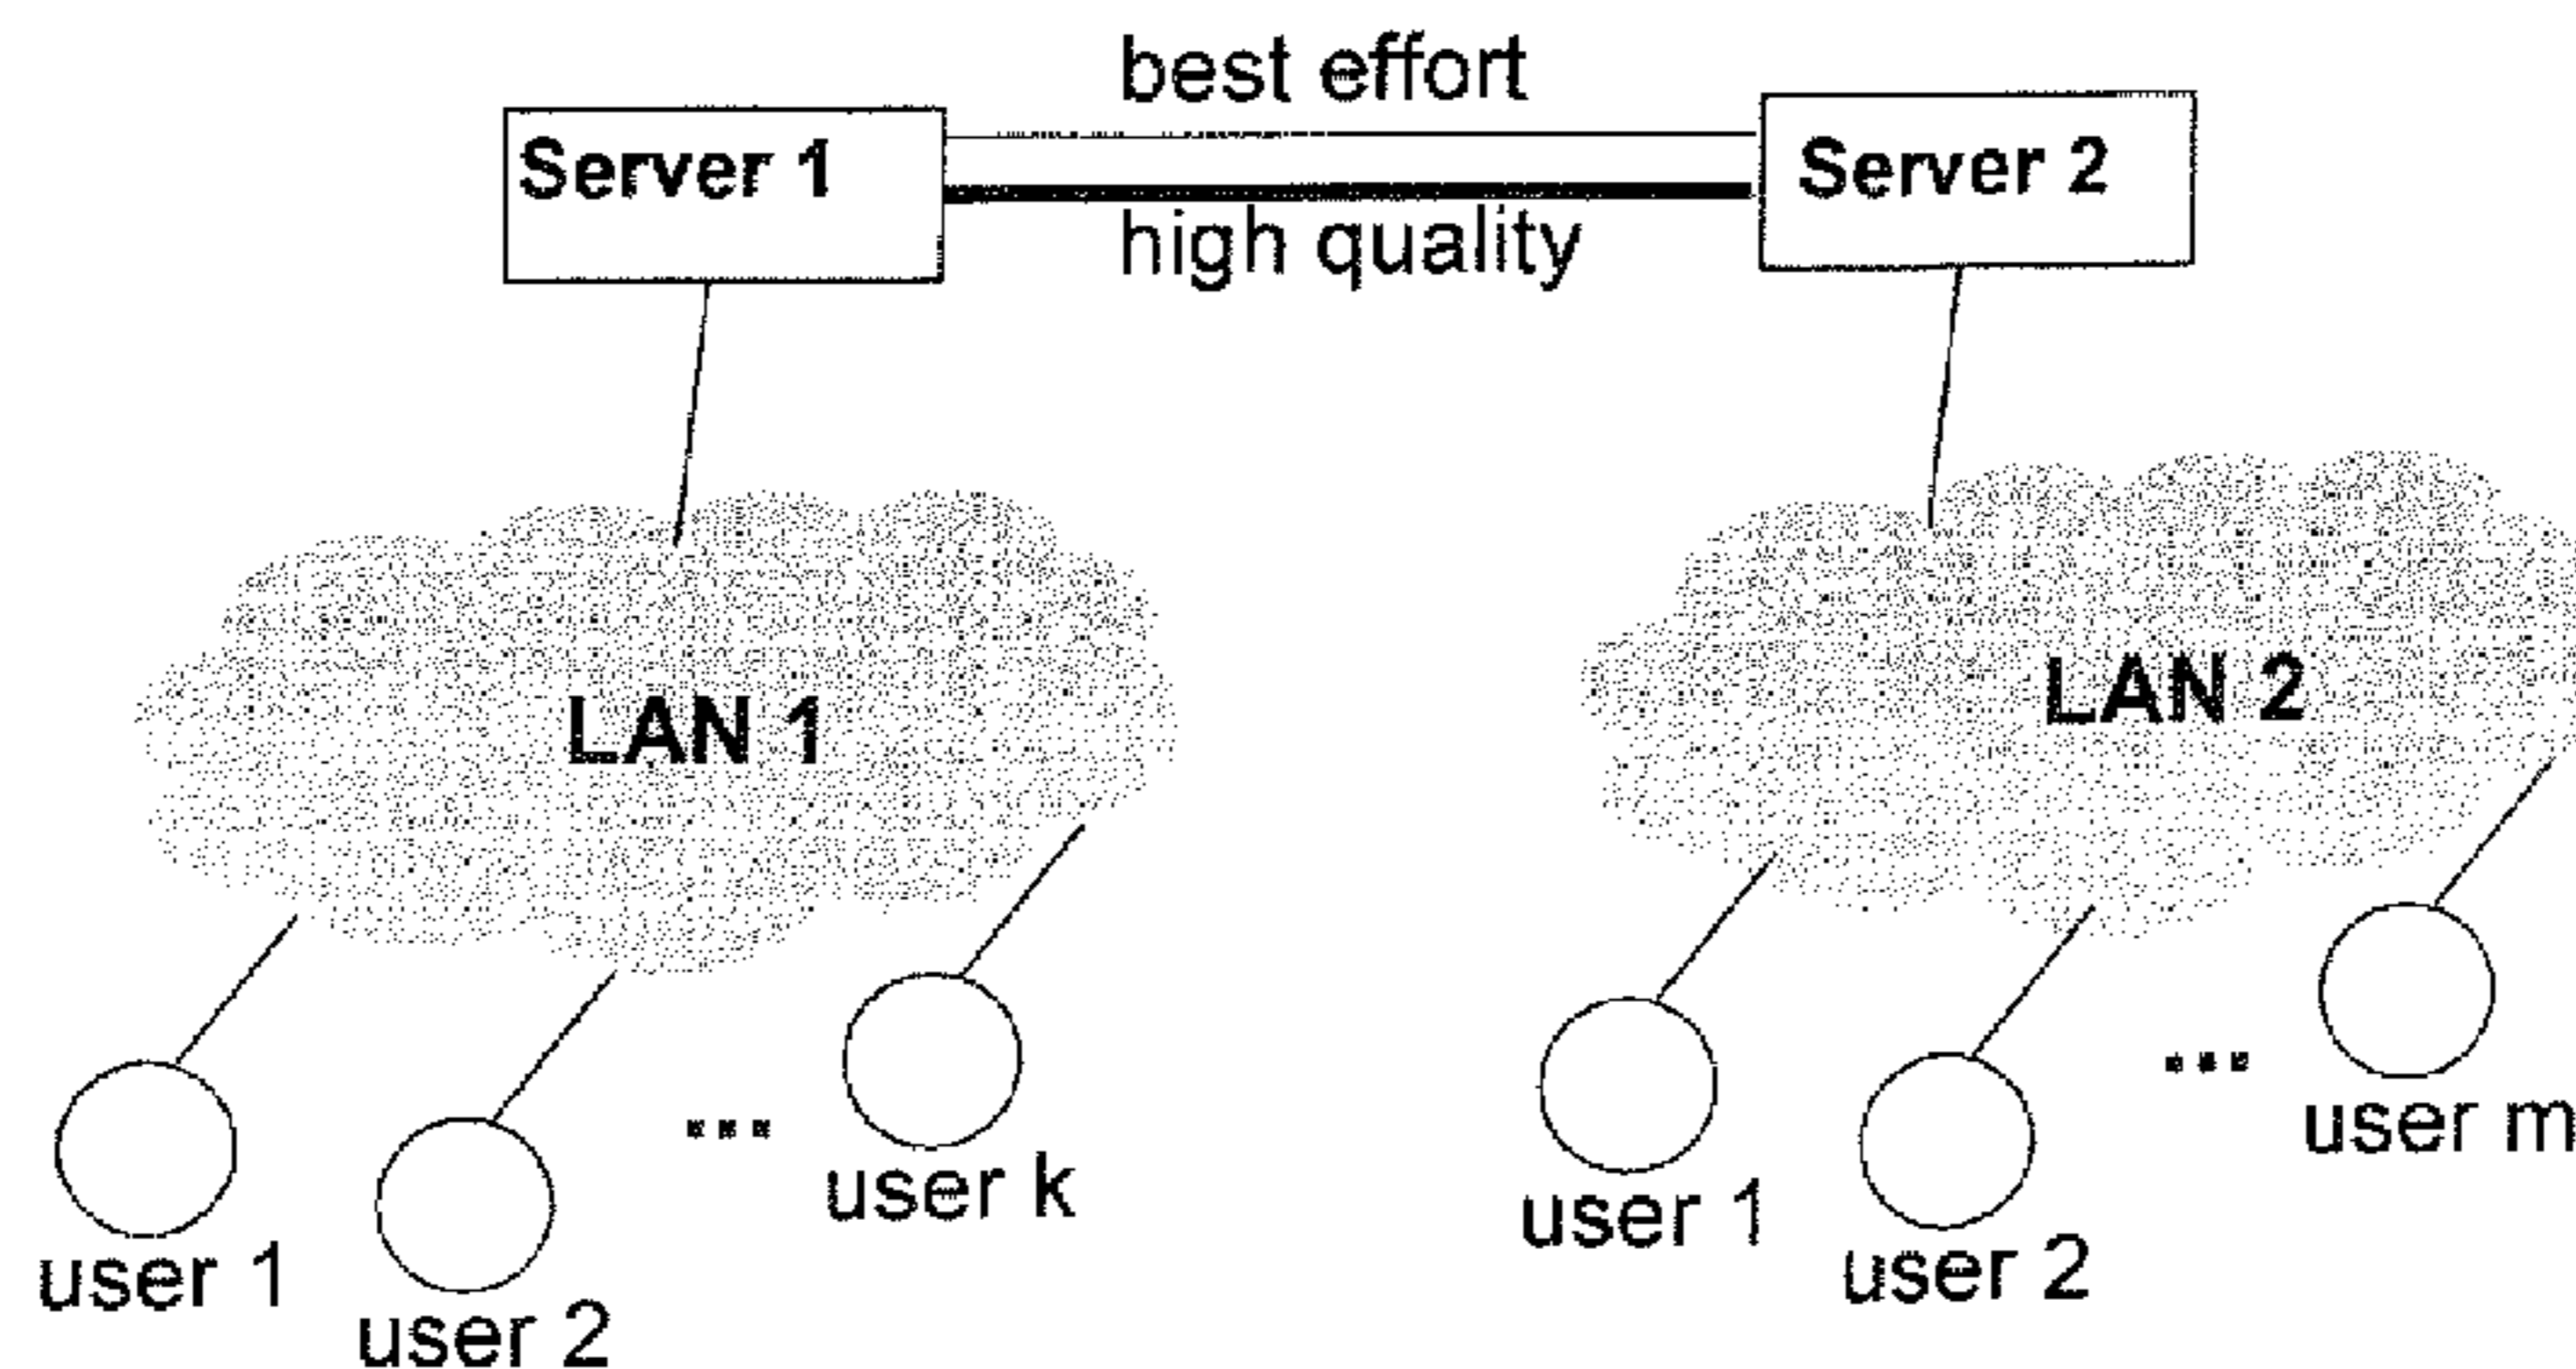 best effort
Server 1
Server 2
high quality
LAN 1
LAN 2
user 1
user 2
...
user k
user 1
user 2
...
user m